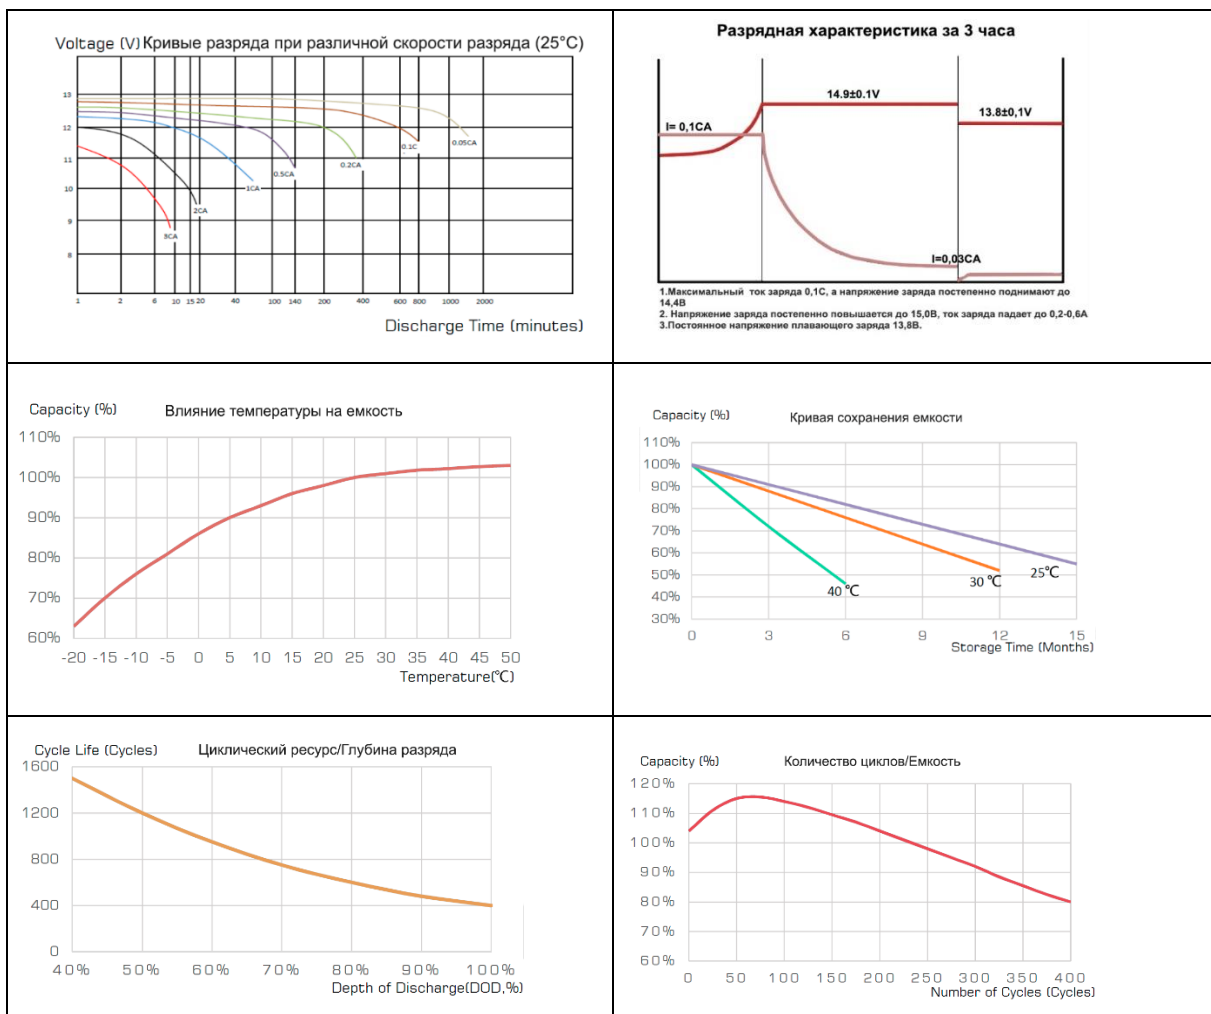 Voltage (V) Кривые разряда при различной скорости разряда (25°C)
13
12
11
10
9
8
3CA
2CA
1CA
0.5CA
0.2CA
0.1C
0.05CA
1 2 6 10 15 20 40 100 140 200 400 600 800 1000 2000
Discharge Time (minutes)
Разрядная характеристика за 3 часа
14.9±0.1V
13.8±0,1V
I= 0,1CA
I=0,03CA
1.Максимальный ток заряда 0,1С, а напряжение заряда постепенно поднимают до
14,4В
2. Напряжение заряда постепенно повышается до 15,0В, ток заряда падает до 0,2-0,6А
3.Постоянное напряжение плавающего заряда 13,8В.
Capacity (%) Влияние температуры на емкость
110%
100%
90%
80%
70%
60%
-20 -15 -10 -5 0 5 10 15 20 25 30 35 40 45 50
Temperature(℃)
Capacity (%) Кривая сохранения емкости
110%
100%
90%
80%
70%
60%
50%
40%
30%
40 ℃
30 ℃
25℃
0 3 6 9 12 15
Storage Time (Months)
Cycle Life (Cycles) Циклический ресурс/Глубина разряда
1600
1200
800
400
0
40% 50% 60% 70% 80% 90% 100%
Depth of Discharge(DOD,%)
Capacity (%) Количество циклов/Емкость
120%
110%
100%
90%
80%
70%
60%
0 50 100 150 200 250 300 350 400
Number of Cycles (Cycles)